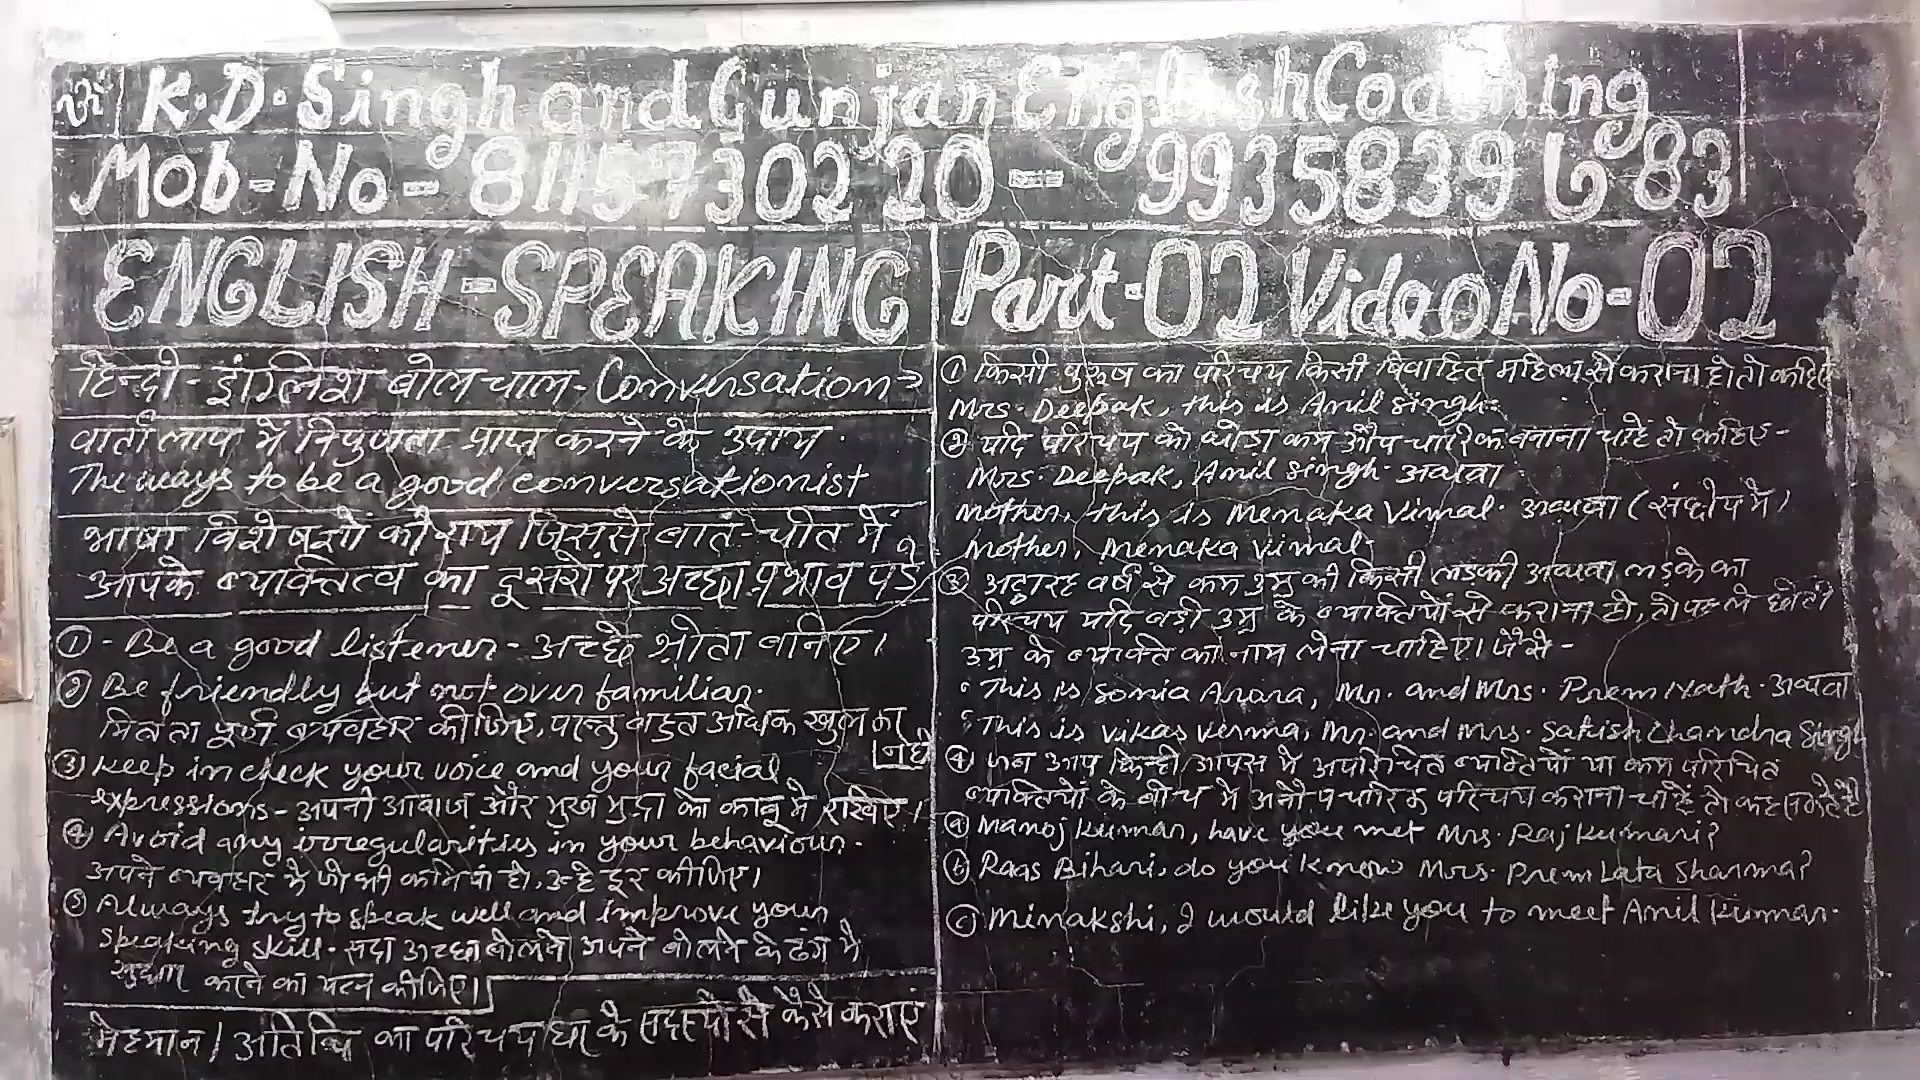 ॐ K.D. Singh and Gunjan English Coaching
Mob-No- 8115730220 -- 9935839683
ENGLISH-SPEAKING
हिन्दी-इंग्लिश बोलचाल-Conversation→
वार्तालाप में निपुणता प्राप्त करने के उपाय.
The ways to be a good conversationist
भाषा विशेषज्ञों की राय जिससे बात-चीत में
आपके व्यक्तित्व का दूसरों पर अच्छा प्रभाव पड़े
①-Be a good listener-अच्छे श्रोता बनिए।
② Be friendly but not over familiar.
मित्रता पूर्ण व्यवहार कीजिए, परन्तु बहुत अधिक खुल कर
नहीं
③ Keep in check your voice and your facial
expressions-अपनी आवाज और मुख मुद्रा को काबू में रखिए।
④ Avoid any irregularities in your behaviour.
अपने व्यवहार में जो भी कमियां हो, उन्हे दूर कीजिए।
⑤ Always try to speak well and improve your
speaking skill. सदा अच्छा बोलने अपने बोलने के ढंग में
सुधार करने का यत्न कीजिए।
मेहमान/अतिथि का परिचय घर के सदस्यों से कैसे कराएं
Part-02 Video No-02
① किसी पुरूष का परिचय किसी विवाहित महिला से कराना हो तो कहिए
Mrs. Deepak, this is Anil Singh.
② यदि परिचय को थोड़ा कम औपचारिक बनाना चाहें तो कहिए-
Mrs. Deepak, Anil Singh. अथवा
Mother, this is Menaka Vimal. अथवा (संक्षेप में)
Mother, Menaka Vimal.
③ अट्ठारह वर्ष से कम उम्र की किसी लड़की अथवा लड़के का
परिचय यदि बड़ी उम्र के व्यक्तियों से कराना हो, तो पहले छोटी
उम्र के व्यक्ति का नाम लेना चाहिए। जैसे-
This is Sonia Arora, Mr. and Mrs. Prem Nath. अथवा
This is Vikas Verma, Mr. and Mrs. Satish Chandra Singh
④ जब आप किन्ही आपस में अपरिचित व्यक्तियों या कम परिचित
व्यक्तियों के बीच में अनौपचारिक परिचय कराना चाहें तो कह सकते है
ⓐ Manoj Kumar, have you met Mrs. Raj Kumari?
ⓑ Raas Bihari, do you know Mrs. Prem Lata Sharma?
ⓒ Minakshi, I would like you to meet Anil Kumar.